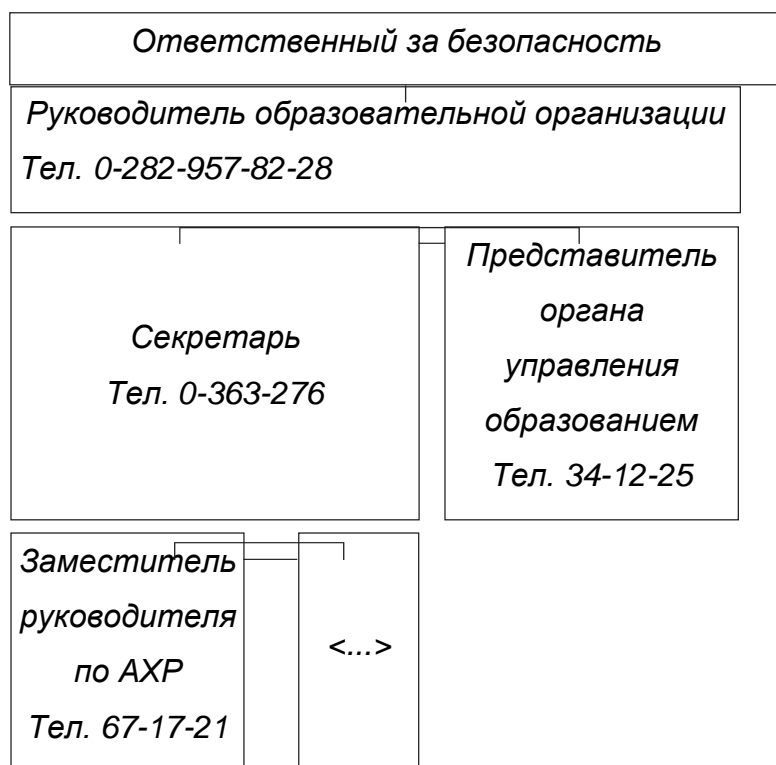 Ответственный за безопасность
Руководитель образовательной организации
Тел. 0-282-957-82-28
Секретарь
Тел. 0-363-276
Представитель
органа
управления
образованием
Тел. 34-12-25
Заместитель
руководителя
по АХР
Тел. 67-17-21
<...>